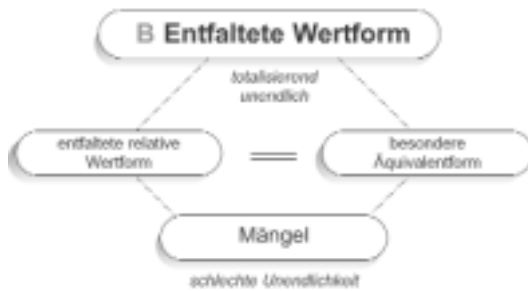 B Entfaltete Wertform
totalisierend
unendlich
entfaltete relative
Wertform
besondere
Äquivalentform
Mängel
schlechte Unendlichkeit